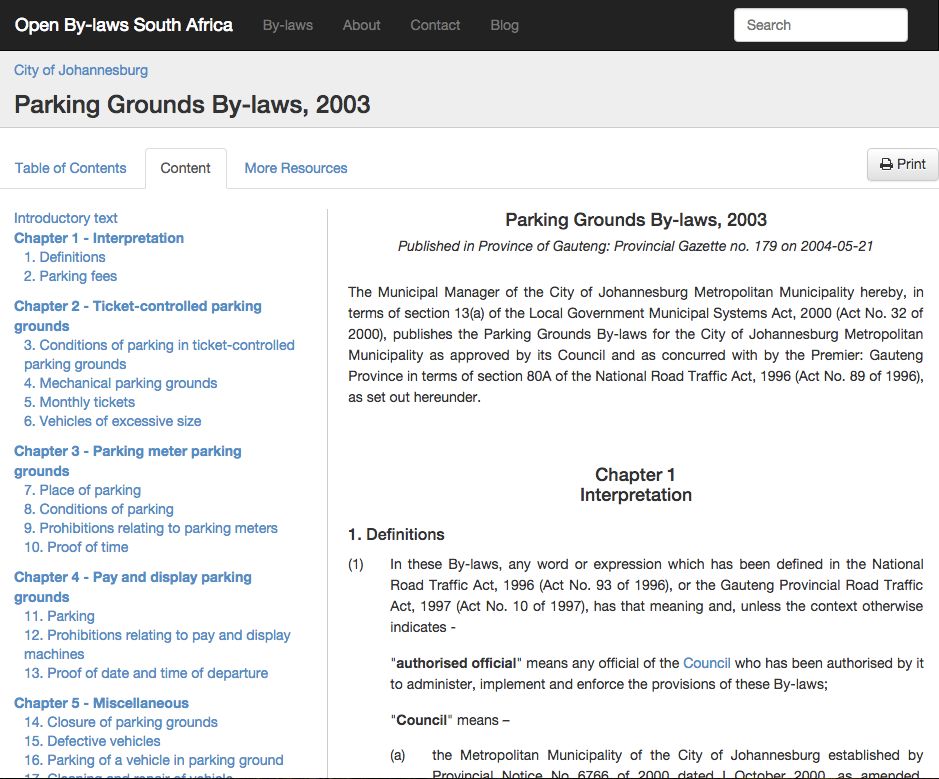 Open By-laws South Africa By-laws About Contact Blog Search
City of Johannesburg
Parking Grounds By-laws, 2003
Table of Contents Content More Resources Print
Introductory text
Chapter 1 - Interpretation
1. Definitions
2. Parking fees
Chapter 2 - Ticket-controlled parking
grounds
3. Conditions of parking in ticket-controlled
parking grounds
4. Mechanical parking grounds
5. Monthly tickets
6. Vehicles of excessive size
Chapter 3 - Parking meter parking
grounds
7. Place of parking
8. Conditions of parking
9. Prohibitions relating to parking meters
10. Proof of time
Chapter 4 - Pay and display parking
grounds
11. Parking
12. Prohibitions relating to pay and display
machines
13. Proof of date and time of departure
Chapter 5 - Miscellaneous
14. Closure of parking grounds
15. Defective vehicles
16. Parking of a vehicle in parking ground
17. Cleaning and repair of vehicle
Parking Grounds By-laws, 2003
Published in Province of Gauteng: Provincial Gazette no. 179 on 2004-05-21
The Municipal Manager of the City of Johannesburg Metropolitan Municipality hereby, in
terms of section 13(a) of the Local Government Municipal Systems Act, 2000 (Act No. 32 of
2000), publishes the Parking Grounds By-laws for the City of Johannesburg Metropolitan
Municipality as approved by its Council and as concurred with by the Premier: Gauteng
Province in terms of section 80A of the National Road Traffic Act, 1996 (Act No. 89 of 1996),
as set out hereunder.
Chapter 1
Interpretation
1. Definitions
(1) In these By-laws, any word or expression which has been defined in the National
Road Traffic Act, 1996 (Act No. 93 of 1996), or the Gauteng Provincial Road Traffic
Act, 1997 (Act No. 10 of 1997), has that meaning and, unless the context otherwise
indicates -
"authorised official" means any official of the Council who has been authorised by it
to administer, implement and enforce the provisions of these By-laws;
"Council" means –
(a) the Metropolitan Municipality of the City of Johannesburg established by
Provincial Notice No 6766 of 2000 dated I October 2000, as amended,